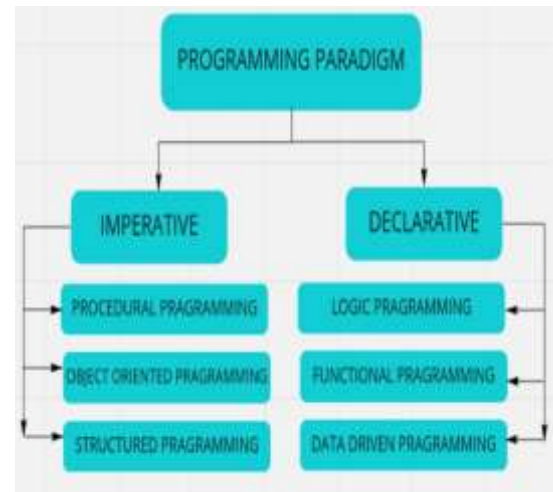 PROGRAMMING PARADIGM
IMPERATIVE
DECLARATIVE
PROCEDURAL PRAGRAMMING
LOGIC PRAGRAMMING
OBJECT ORIENTED PRAGRAMMING
FUNCTIONAL PRAGRAMMING
STRUCTURED PRAGRAMMING
DATA DRIVEN PRAGRAMMING